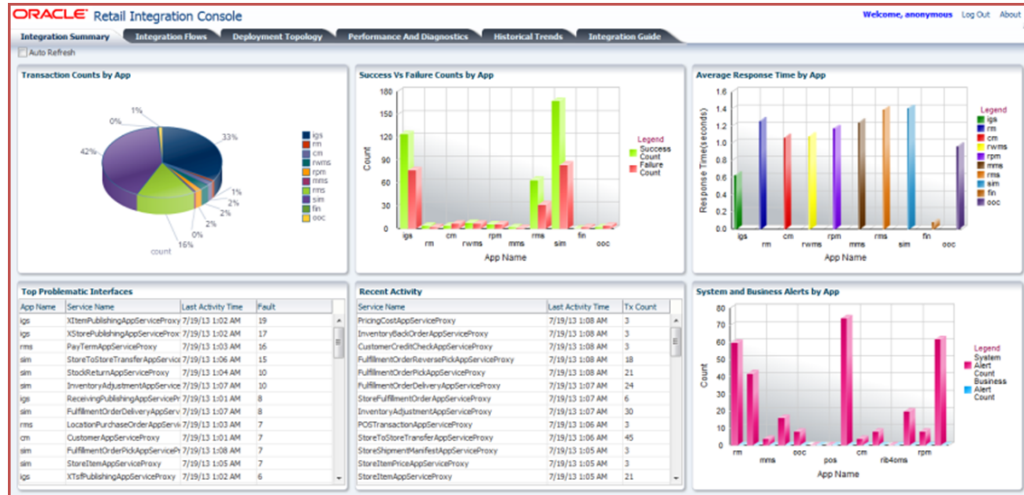 ORACLE Retail Integration Console
Welcome, anonymous Log Out About
Integration Summary Integration Flows Deployment Topology Performance And Diagnostics Historical Trends Integration Guide
Auto Refresh
Transaction Counts by App
1%
0%
33%
42%
1%
2%
2%
2%
0%
16%
count
igs
rm
cm
rwms
rpm
mms
rms
sim
fin
ooc
Success Vs Failure Counts by App
180
150
120
90
60
30
0
Count
igs rm cm rwms rpm mms rms sim fin ooc
App Name
Legend
Success Count
Failure Count
Average Response Time by App
1.6
1.4
1.2
1.0
0.8
0.6
0.4
0.2
0.0
Response Time(seconds)
igs rm cm rwms rpm mms rms sim fin ooc
App Name
Legend
igs
rm
cm
rwms
rpm
mms
rms
sim
fin
ooc
Top Problematic Interfaces
App Name Service Name Last Activity Time Fault
igs XItemPublishingAppServiceProxy 7/19/13 1:02 AM 19
igs XStorePublishingAppServiceProx 7/19/13 1:02 AM 17
rms PayTermAppServiceProxy 7/19/13 1:03 AM 16
sim StoreToStoreTransferAppServic 7/19/13 1:06 AM 15
sim StockReturnAppServiceProxy 7/19/13 1:04 AM 10
sim InventoryAdjustmentAppService 7/19/13 1:07 AM 10
igs ReceivingPublishingAppServiceP 7/19/13 1:01 AM 8
sim FulfillmentOrderDeliveryAppServ 7/19/13 1:07 AM 8
rms LocationPurchaseOrderAppServi 7/19/13 1:03 AM 7
cm CustomerAppServiceProxy 7/19/13 1:01 AM 7
sim FulfillmentOrderPickAppServiceP 7/19/13 1:08 AM 7
sim StoreItemAppServiceProxy 7/19/13 1:05 AM 7
igs XTsfPublishingAppServiceProxy 7/19/13 1:02 AM 6
Recent Activity
Service Name Last Activity Time Tx Count
PricingCostAppServiceProxy 7/19/13 1:08 AM 3
InventoryBackOrderAppServiceProxy 7/19/13 1:08 AM 3
CustomerCreditCheckAppServiceProxy 7/19/13 1:08 AM 3
FulfillmentOrderReversePickAppServiceProxy 7/19/13 1:08 AM 18
FulfillmentOrderPickAppServiceProxy 7/19/13 1:08 AM 21
FulfillmentOrderDeliveryAppServiceProxy 7/19/13 1:07 AM 24
StoreFulfillmentOrderAppServiceProxy 7/19/13 1:07 AM 6
InventoryAdjustmentAppServiceProxy 7/19/13 1:07 AM 30
POSTransactionAppServiceProxy 7/19/13 1:06 AM 3
StoreToStoreTransferAppServiceProxy 7/19/13 1:06 AM 45
StoreShipmentManifestAppServiceProxy 7/19/13 1:05 AM 3
StoreItemPriceAppServiceProxy 7/19/13 1:05 AM 3
StoreItemAppServiceProxy 7/19/13 1:05 AM 21
System and Business Alerts by App
80
70
60
50
40
30
20
10
0
Count
rm mms ooc pos cm rib4oms rpm
App Name
Legend
System Alert Count
Business Alert Count